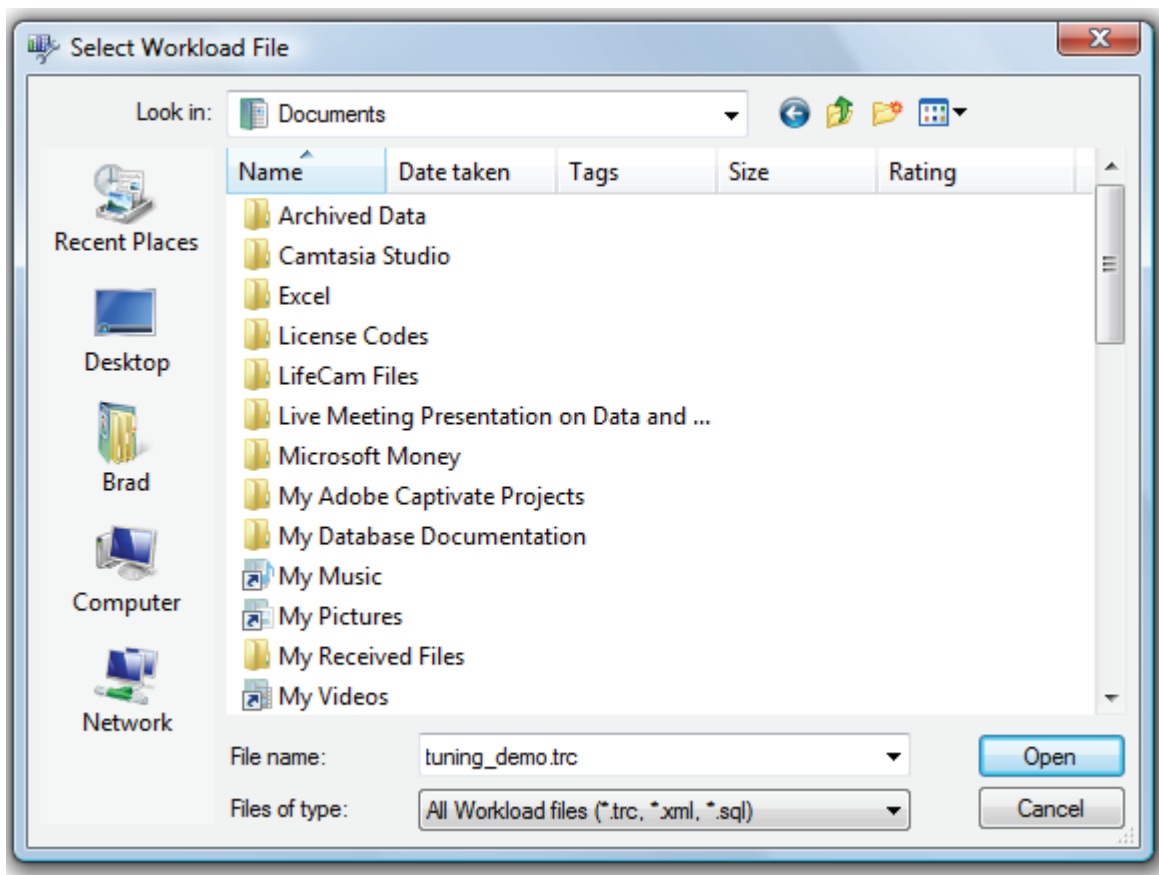 Select Workload File
Look in: Documents
Name Date taken Tags Size Rating
Recent Places
Desktop
Brad
Computer
Network
Archived Data
Camtasia Studio
Excel
License Codes
LifeCam Files
Live Meeting Presentation on Data and ...
Microsoft Money
My Adobe Captivate Projects
My Database Documentation
My Music
My Pictures
My Received Files
My Videos
File name: tuning_demo.trc Open
Files of type: All Workload files (*.trc, *.xml, *.sql) Cancel